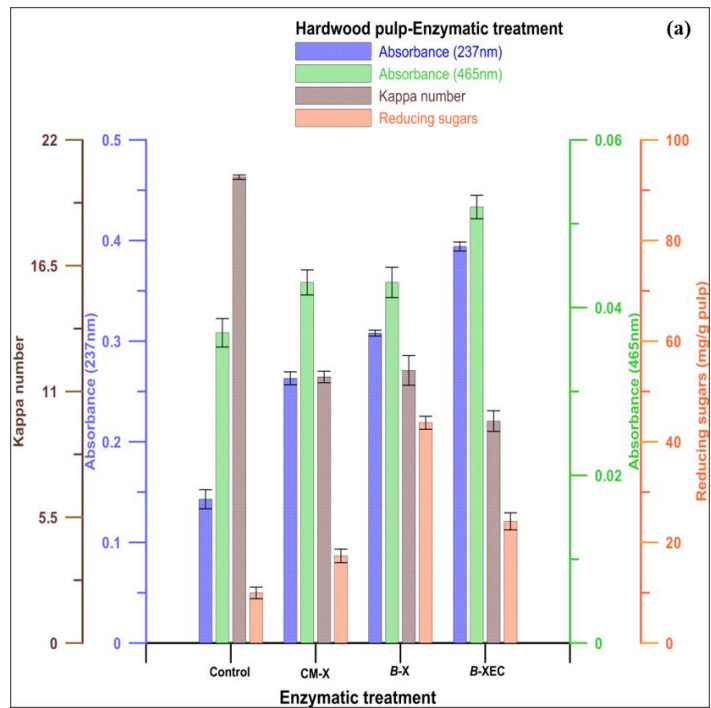 Hardwood pulp-Enzymatic treatment
(a)
Absorbance (237nm)
Absorbance (465nm)
Kappa number
Reducing sugars
22
16.5
11
5.5
0
Kappa number
0.5
0.4
0.3
0.2
0.1
0
Absorbance (237nm)
0.06
0.04
0.02
0
Absorbance (465nm)
100
80
60
40
20
0
Reducing sugars (mg/g pulp)
Control
CM-X
B-X
B-XEC
Enzymatic treatment